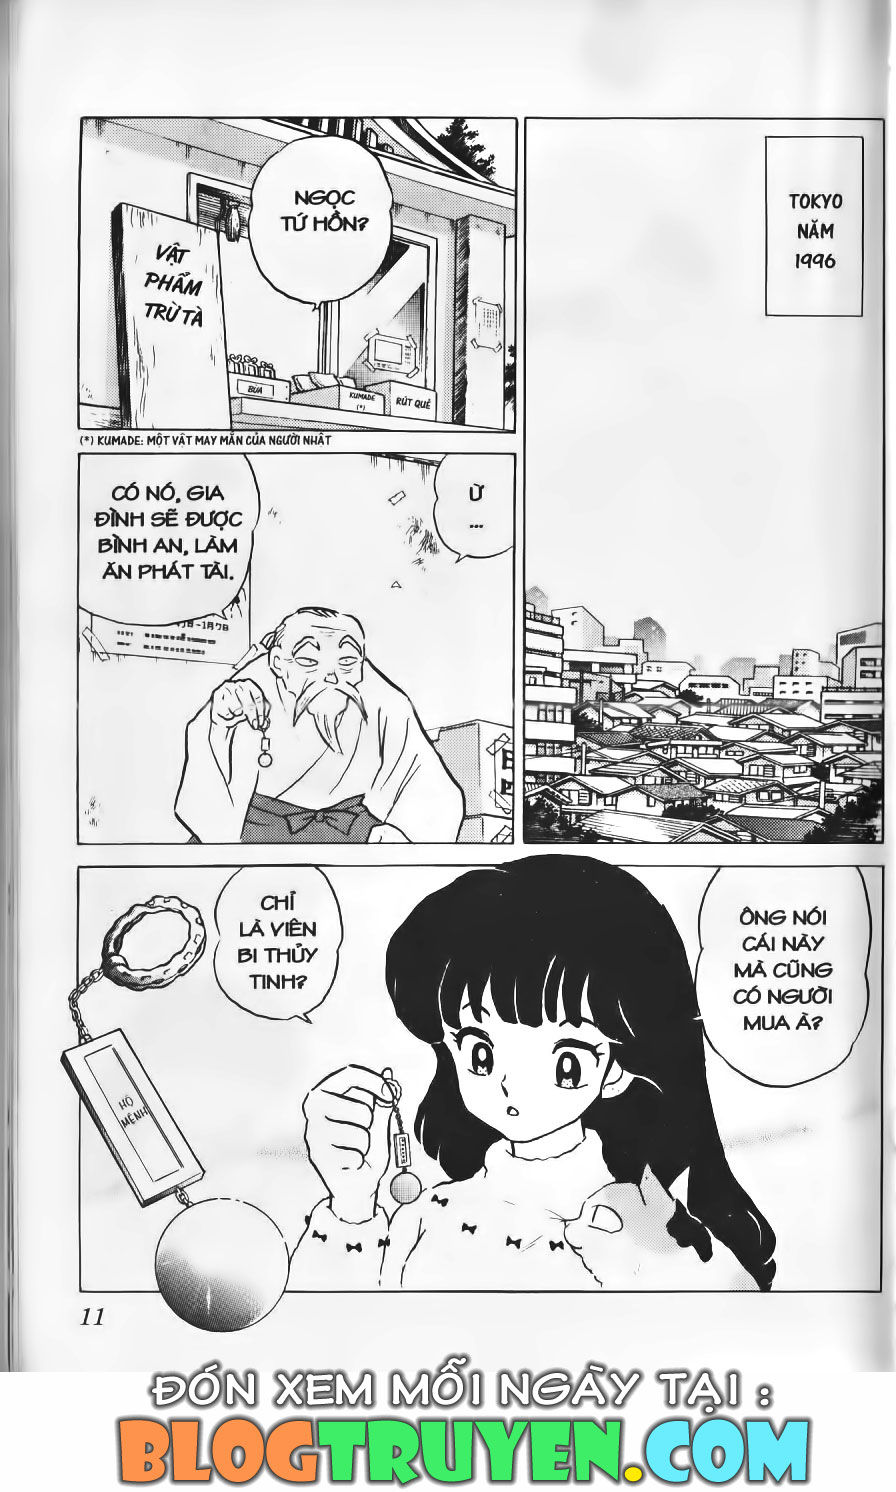 TOKYO
NĂM
1996
NGỌC
TỨ HỒN?
VẬT
PHẨM
TRỪ TÀ
BÙA
KUMADE
(*)
RÚT QUẺ
(*) KUMADE: MỘT VẬT MAY MẮN CỦA NGƯỜI NHẬT
Ừ
...
CÓ NÓ, GIA
ĐÌNH SẼ ĐƯỢC
BÌNH AN, LÀM
ĂN PHÁT TÀI.
ÔNG NÓI
CÁI NÀY
MÀ CŨNG
CÓ NGƯỜI
MUA À?
CHỈ
LÀ VIÊN
BI THỦY
TINH?
HỘ
MỆNH
11
ĐÓN XEM MỖI NGÀY TẠI :
BLOGTRUYEN.COM